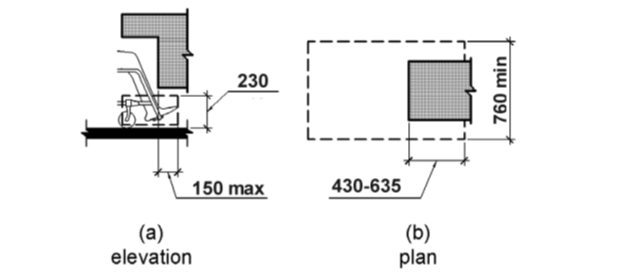 230
150 max
(a)
elevation
760 min
430-635
(b)
plan